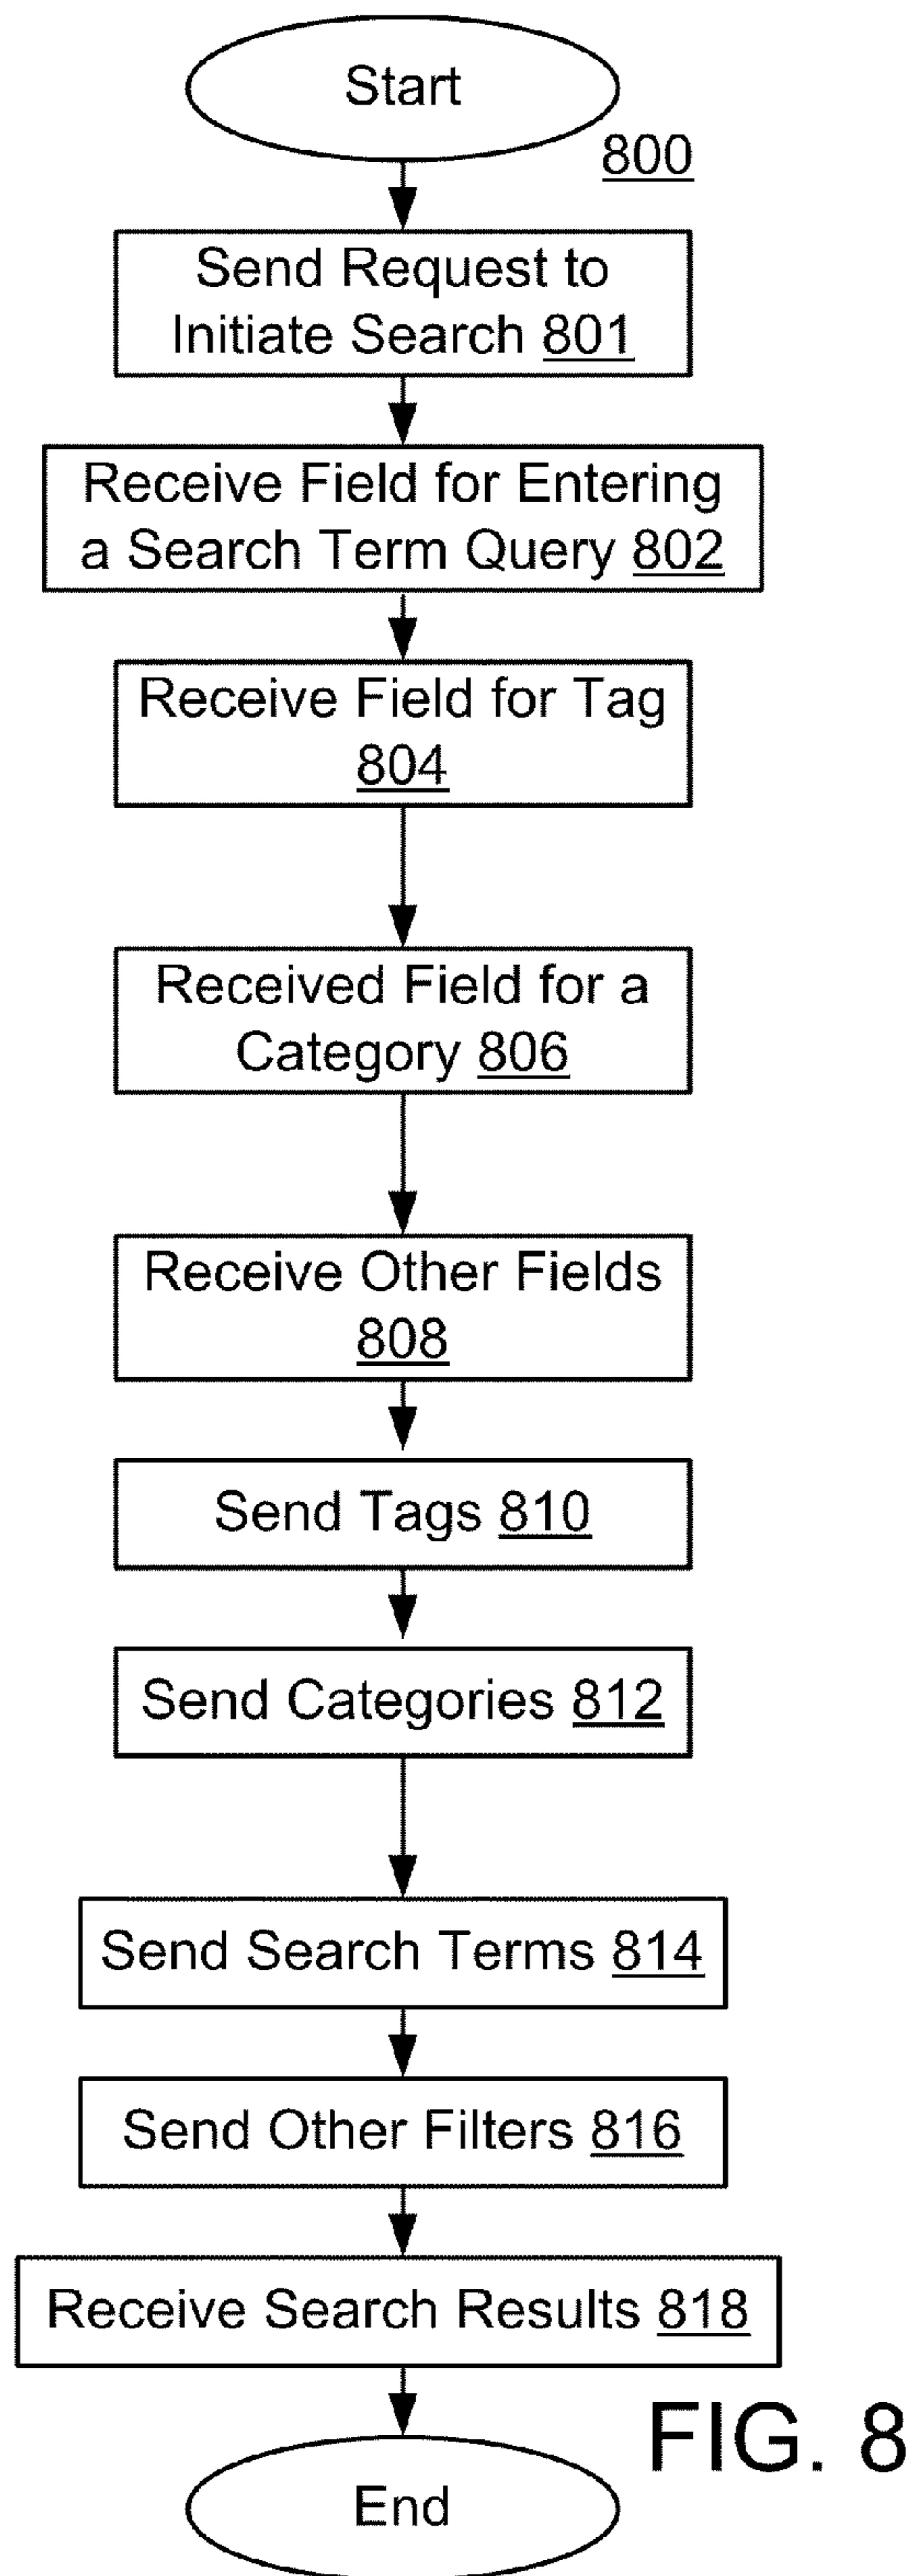 Start
800
Send Request to
Initiate Search 801
Receive Field for Entering
a Search Term Query 802
Receive Field for Tag
804
Received Field for a
Category 806
Receive Other Fields
808
Send Tags 810
Send Categories 812
Send Search Terms 814
Send Other Filters 816
Receive Search Results 818
FIG. 8
End